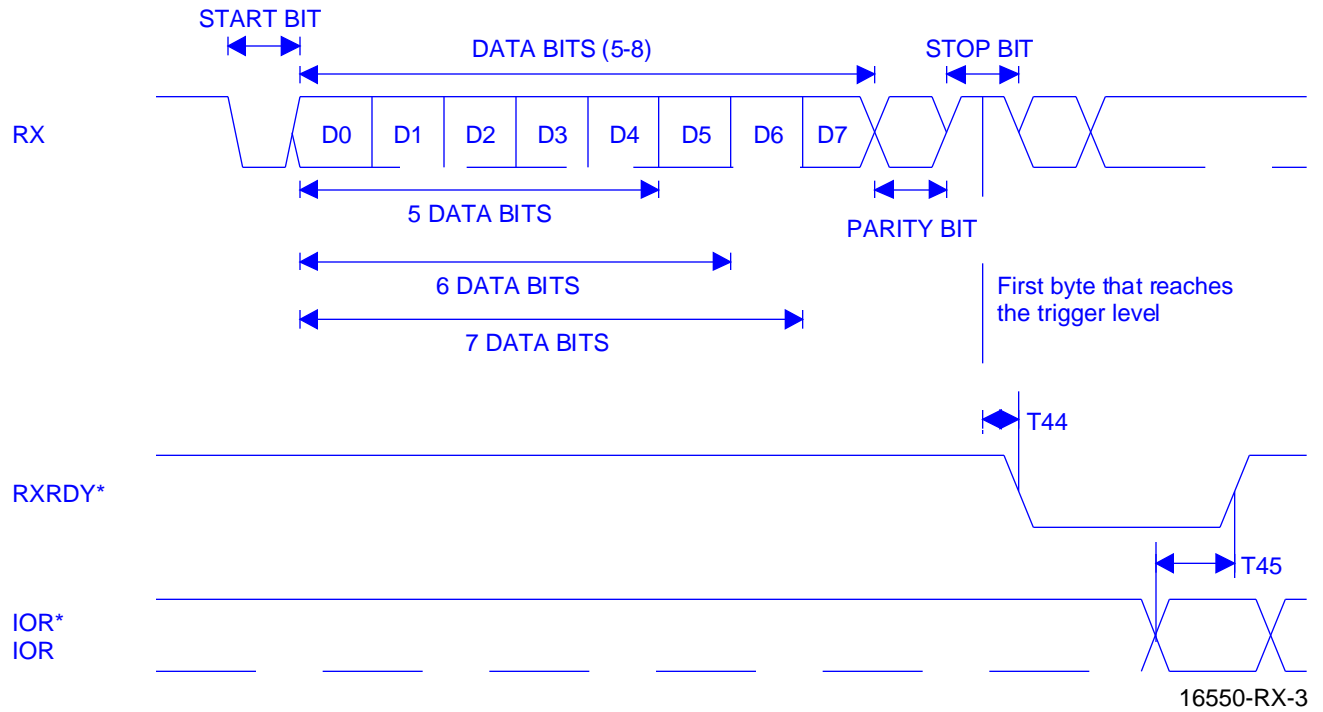 START BIT
DATA BITS (5-8)
STOP BIT
RX
D0 D1 D2 D3 D4 D5 D6 D7
5 DATA BITS
PARITY BIT
6 DATA BITS
First byte that reaches
the trigger level
7 DATA BITS
T44
RXRDY*
T45
IOR*
IOR
16550-RX-3